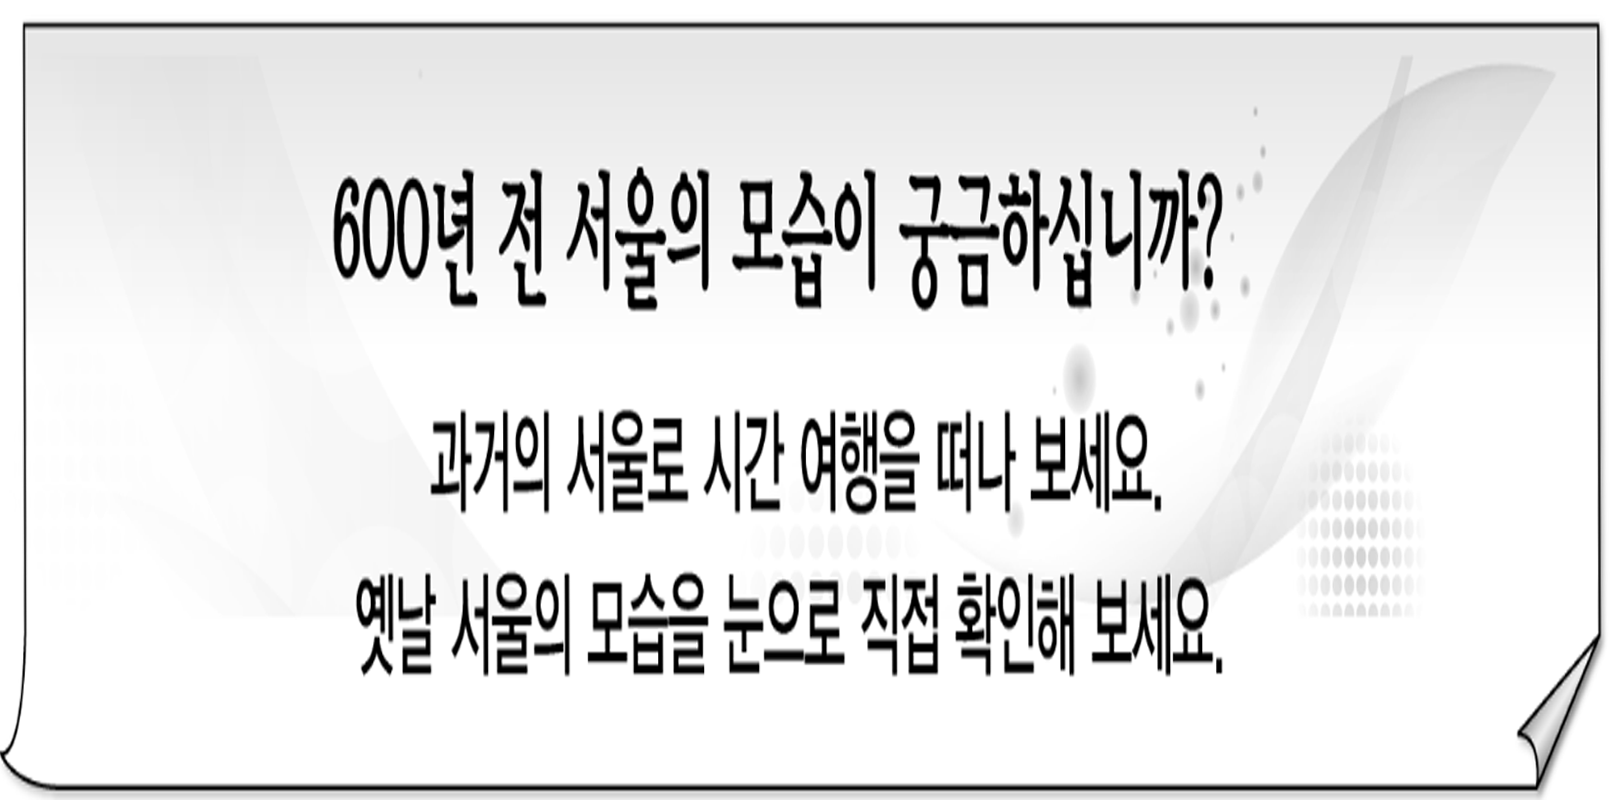 600년 전 서울의 모습이 궁금하십니까?
과거의 서울로 시간 여행을 떠나 보세요.
옛날 서울의 모습을 눈으로 직접 확인해 보세요.